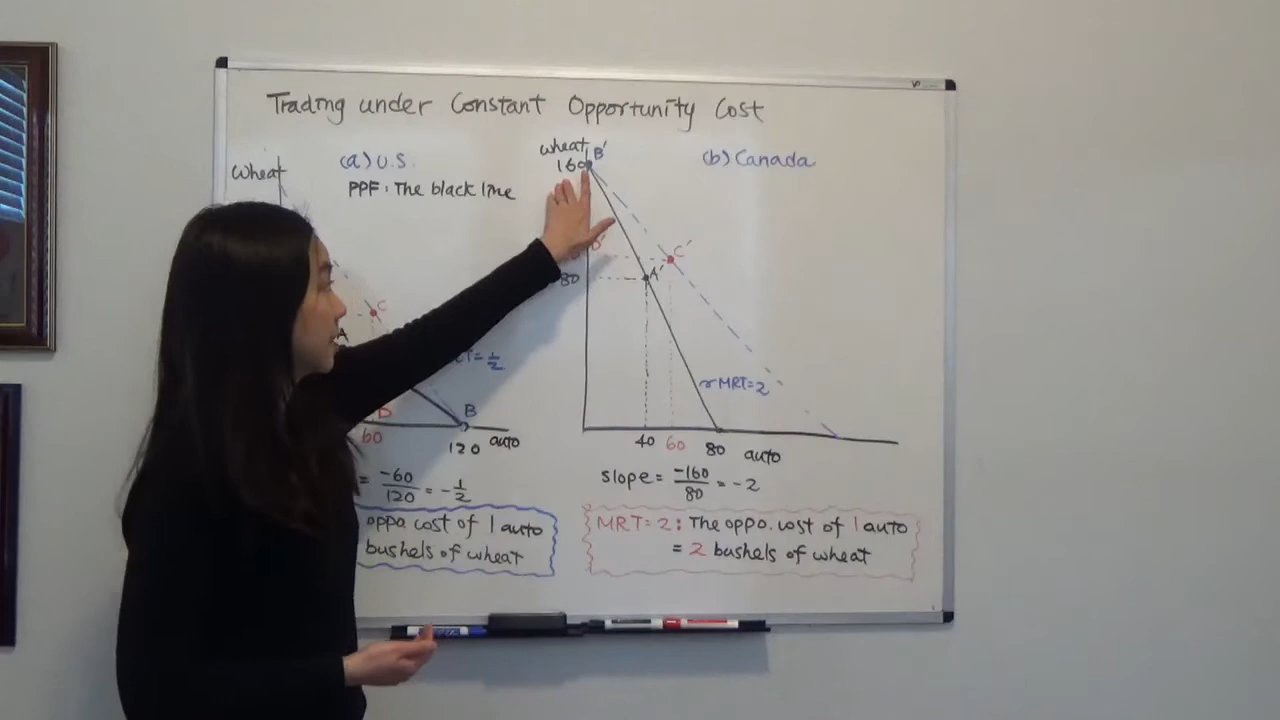 Trading under Constant Opportunity Cost
wheat
(a) U.S.
PPF: The black line
C
A
= 1/2
D
B
60
120
auto
= -60/120 = -1/2
oppo. cost of 1 auto
bushels of wheat
wheat
160
B'
(b) Canada
C'
80
A'
MRT=2
40
60
80
auto
slope = -160/80 = -2
MRT=2: The oppo. cost of 1 auto
= 2 bushels of wheat